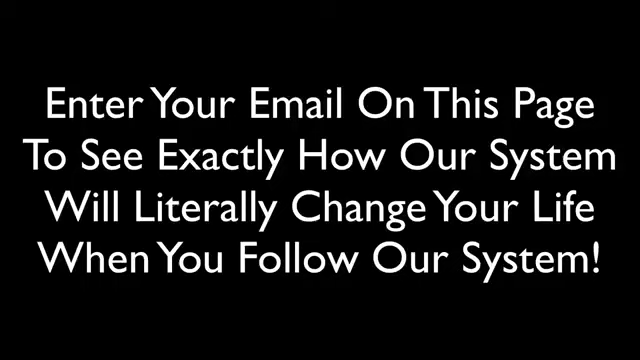 Enter Your Email On This Page
To See Exactly How Our System
Will Literally Change Your Life
When You Follow Our System!